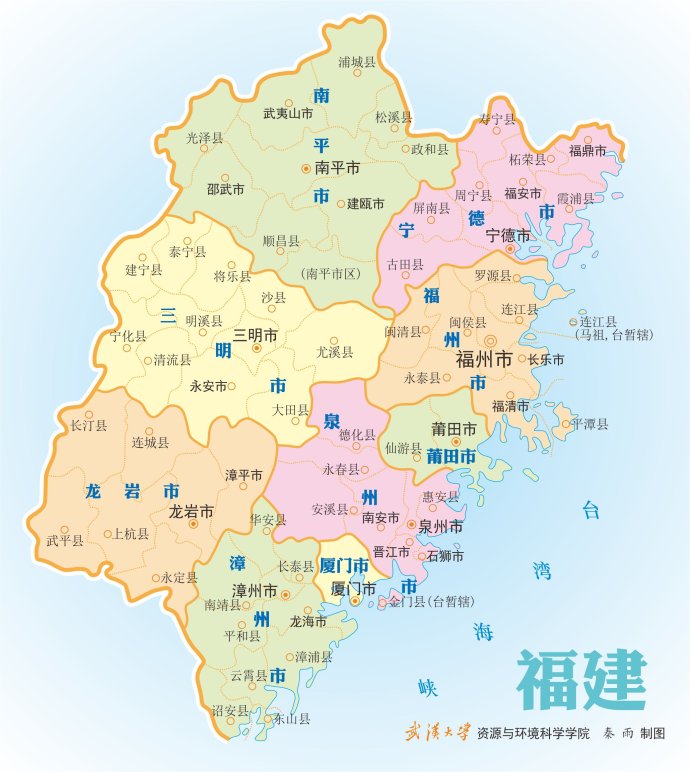 浦城县
南平市
武夷山市
松溪县
光泽县
政和县
南平市
邵武市
建瓯市
顺昌县
(南平市区)
寿宁县
柘荣县
福鼎市
周宁县
福安市
霞浦县
屏南县
宁德市
宁德市
古田县
泰宁县
建宁县
将乐县
沙县
三明市
明溪县
三明市
宁化县
清流县
尤溪县
永安市
大田县
罗源县
福州市
连江县
闽清县
闽侯县
连江县
(马祖,台暂辖)
福州市
长乐市
永泰县
福清市
平潭县
长汀县
连城县
漳平市
龙岩市
龙岩市
武平县
上杭县
永定县
泉州市
德化县
仙游县
莆田市
莆田市
永春县
安溪县
惠安县
南安市
泉州市
晋江市
石狮市
华安县
漳州市
长泰县
厦门市
漳州市
厦门市
南靖县
金门县(台暂辖)
龙海市
平和县
漳浦县
云霄县
诏安县
东山县
台湾海峡
福建
武汉大学 资源与环境科学学院 秦雨 制图